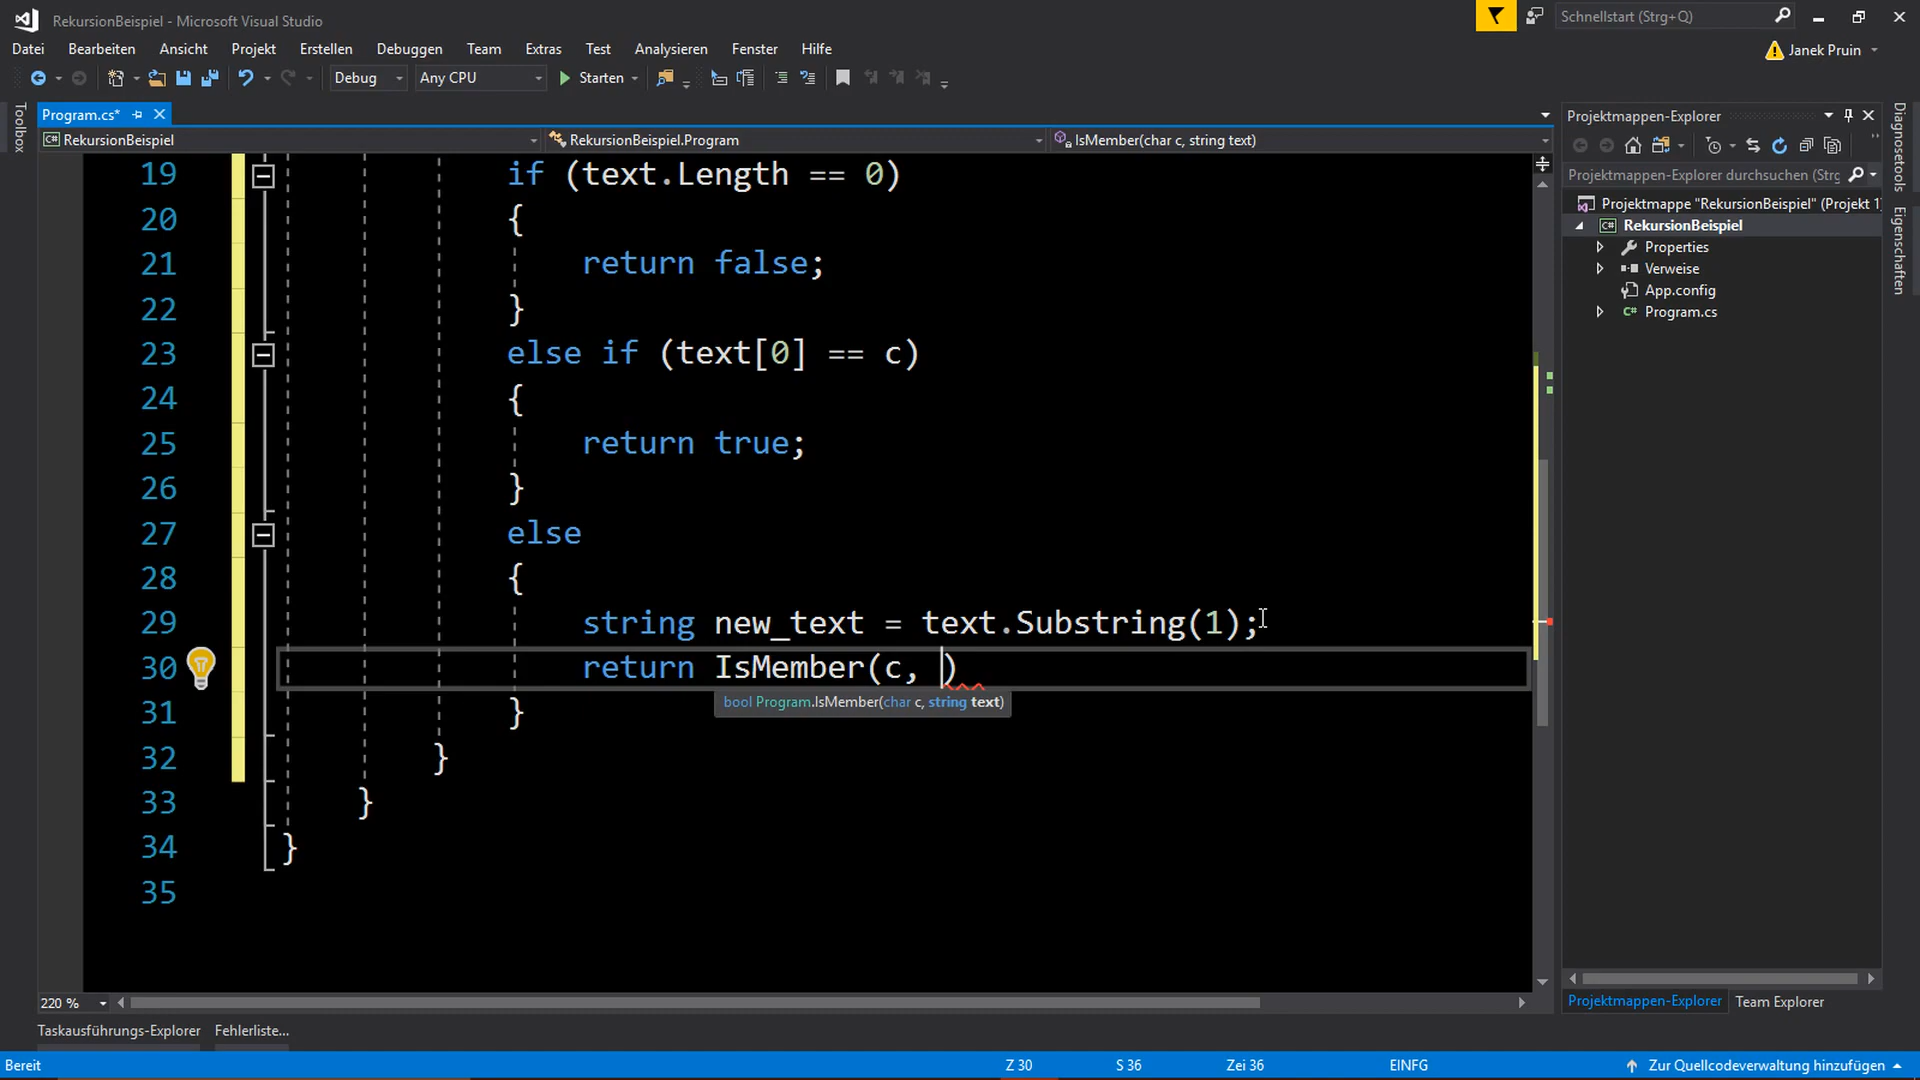 RekursionBeispiel - Microsoft Visual Studio
Schnellstart (Strg+Q)
Datei Bearbeiten Ansicht Projekt Erstellen Debuggen Team Extras Test Analysieren Fenster Hilfe
Janek Pruin
Debug Any CPU Starten
Toolbox
Program.cs*
RekursionBeispiel RekursionBeispiel.Program IsMember(char c, string text)
19 if (text.Length == 0)
20 {
21 return false;
22 }
23 else if (text[0] == c)
24 {
25 return true;
26 }
27 else
28 {
29 string new_text = text.Substring(1);
30 return IsMember(c, )
bool Program.IsMember(char c, string text)
31 }
32 }
33 }
34 }
35
220 %
Projektmappen-Explorer
Projektmappen-Explorer durchsuchen (Strg
Projektmappe "RekursionBeispiel" (Projekt 1)
C# RekursionBeispiel
Properties
Verweise
App.config
C# Program.cs
Projektmappen-Explorer Team Explorer
Diagnosetools
Eigenschaften
Taskausführungs-Explorer Fehlerliste...
Bereit Z 30 S 36 Zei 36 EINFG Zur Quellcodeverwaltung hinzufügen